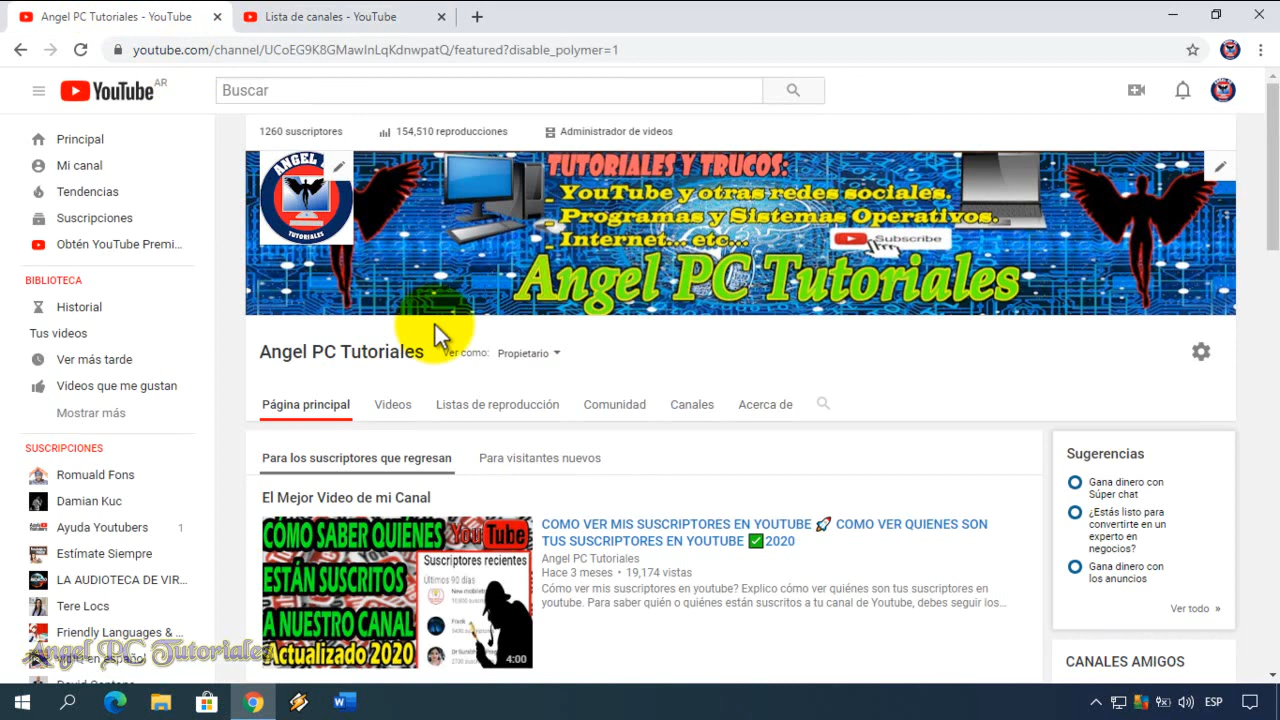 Angel PC Tutoriales - YouTube
Lista de canales - YouTube
youtube.com/channel/UCoEG9K8GMawInLqKdnwpatQ/featured?disable_polymer=1
YouTube AR
Buscar
Principal
Mi canal
Tendencias
Suscripciones
Obtén YouTube Premi...
BIBLIOTECA
Historial
Tus videos
Ver más tarde
Videos que me gustan
Mostrar más
SUSCRIPCIONES
Romuald Fons
Damian Kuc
Ayuda Youtubers 1
Estímate Siempre
LA AUDIOTECA DE VIR...
Tere Locs
Friendly Languages & ...
Angel PC Tutoriales
1260 suscriptores
154,510 reproducciones
Administrador de videos
ANGEL
TUTORIALES
TUTORIALES Y TRUCOS:
_ YouTube y otras redes sociales.
_ Programas y Sistemas Operativos.
_ Internet... etc...
Subscribe
Angel PC Tutoriales
Angel PC Tutoriales
Ver como: Propietario
Página principal
Videos
Listas de reproducción
Comunidad
Canales
Acerca de
Para los suscriptores que regresan
Para visitantes nuevos
El Mejor Video de mi Canal
CÓMO SABER QUIÉNES
ESTÁN SUSCRITOS
A NUESTRO CANAL
Actualizado 2020
YouTube
Suscriptores recientes
Últimos 90 días
4:00
COMO VER MIS SUSCRIPTORES EN YOUTUBE 🚀 COMO VER QUIENES SON
TUS SUSCRIPTORES EN YOUTUBE ✅2020
Angel PC Tutoriales
Hace 3 meses • 19,174 vistas
Cómo ver mis suscriptores en youtube? Explico cómo ver quiénes son tus suscriptores en
youtube. Para saber quién o quiénes están suscritos a tu canal de Youtube, debes seguir los...
Sugerencias
Gana dinero con
Súper chat
¿Estás listo para
convertirte en un
experto en
negocios?
Gana dinero con
los anuncios
Ver todo »
CANALES AMIGOS
ESP